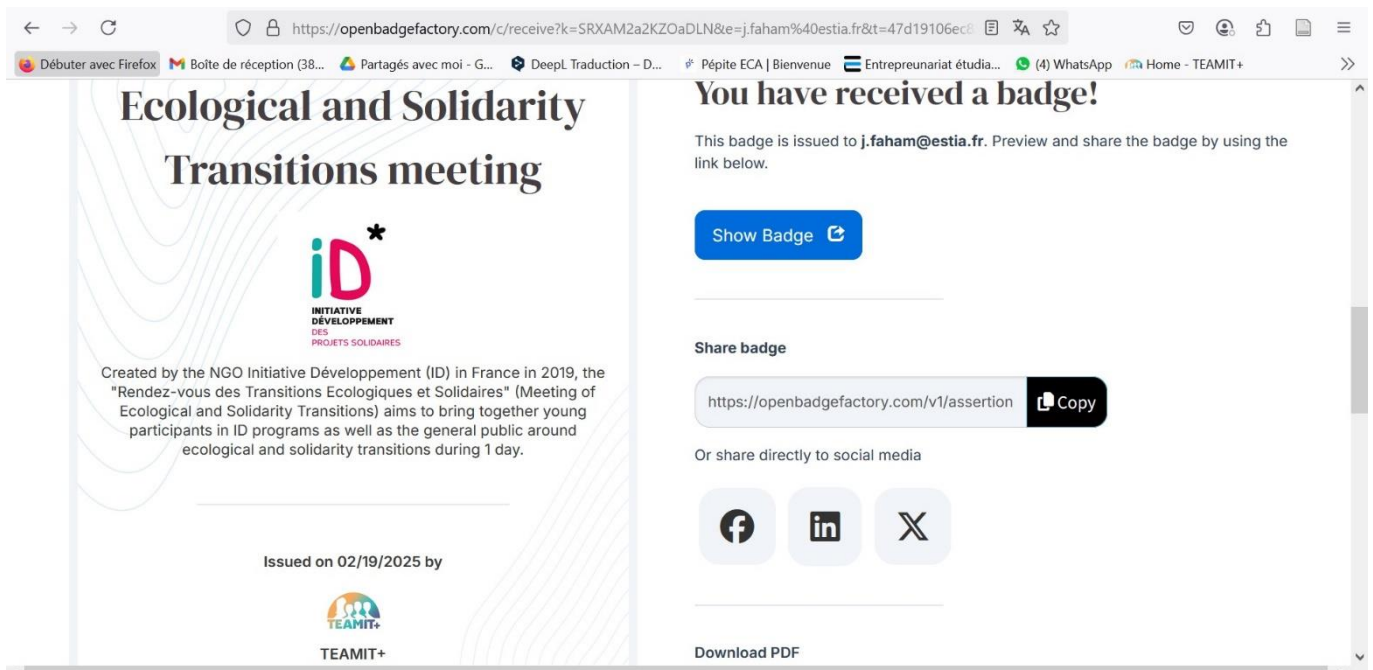 https://openbadgefactory.com/c/receive?k=SRXAM2a2KZOaDLN&e=j.faham%40estia.fr&t=47d19106ec8
Débuter avec Firefox
Boîte de réception (38...
Partagés avec moi - G...
DeepL Traduction – D...
Pépite ECA | Bienvenue
Entrepreunariat étudia...
(4) WhatsApp
Home - TEAMIT+
Ecological and Solidarity
Transitions meeting
iD*
INITIATIVE
DÉVELOPPEMENT
DES
PROJETS SOLIDAIRES
Created by the NGO Initiative Développement (ID) in France in 2019, the
"Rendez-vous des Transitions Ecologiques et Solidaires" (Meeting of
Ecological and Solidarity Transitions) aims to bring together young
participants in ID programs as well as the general public around
ecological and solidarity transitions during 1 day.
Issued on 02/19/2025 by
TEAMIT+
TEAMIT+
You have received a badge!
This badge is issued to j.faham@estia.fr. Preview and share the badge by using the
link below.
Show Badge
Share badge
https://openbadgefactory.com/v1/assertion
Copy
Or share directly to social media
Download PDF